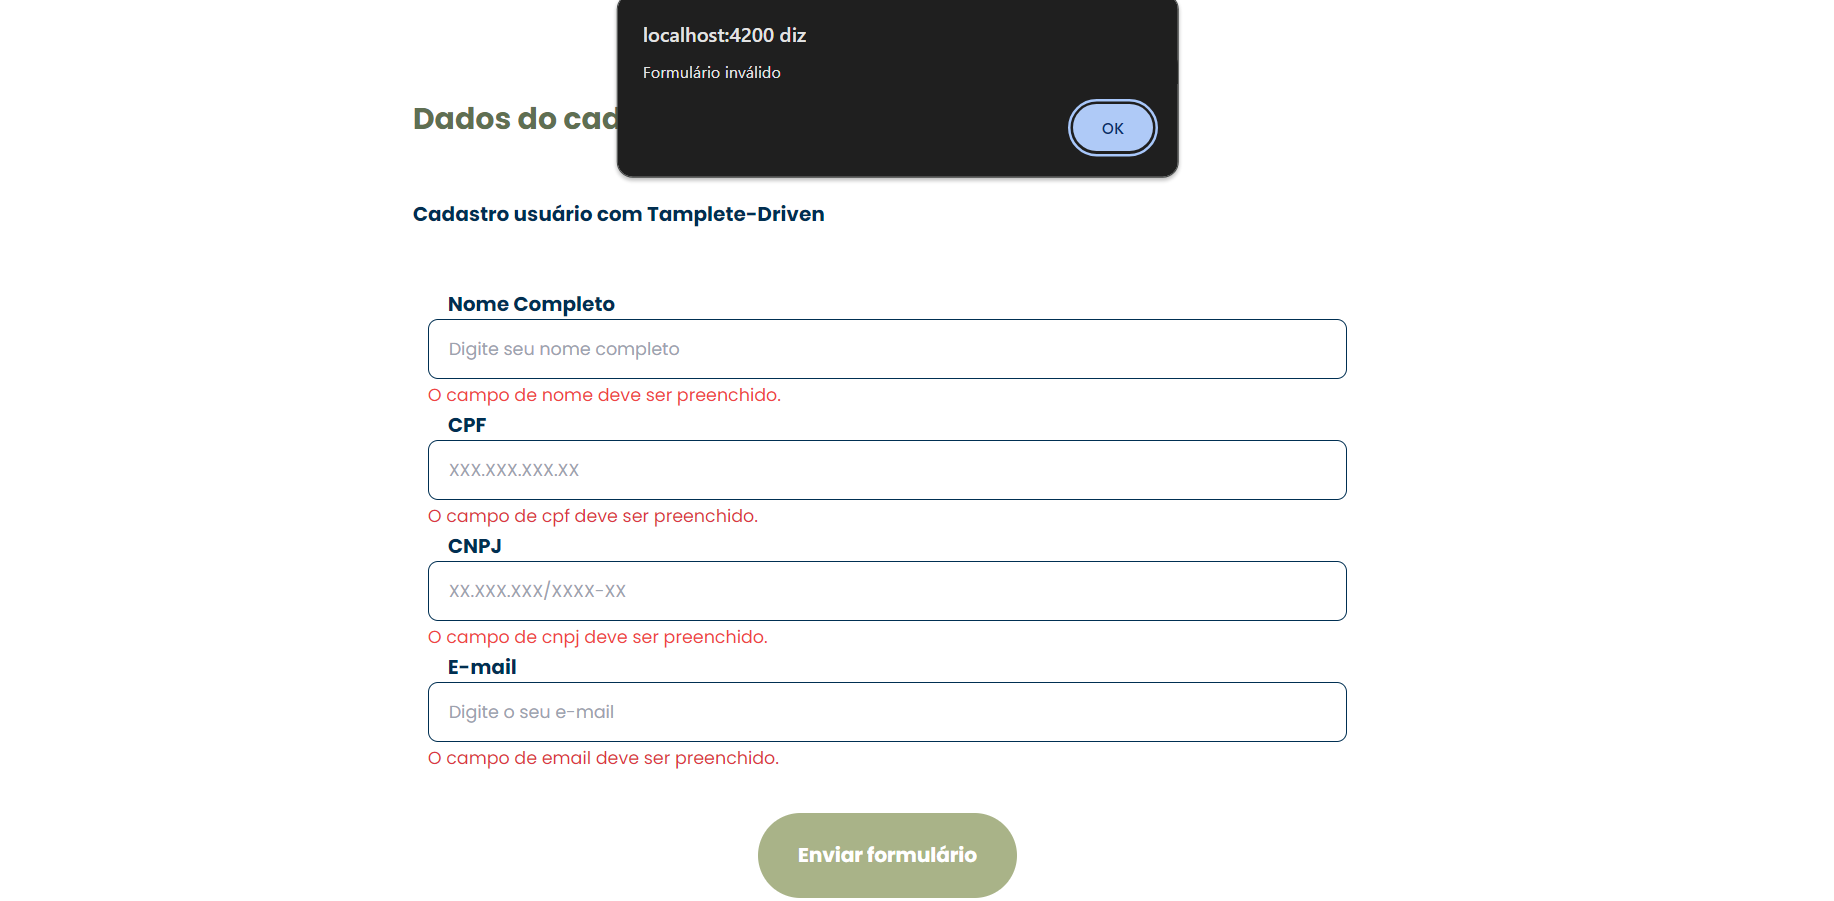 localhost:4200 diz
Formulário inválido
OK
Dados do cad
Cadastro usuário com Tamplete-Driven
Nome Completo
Digite seu nome completo
O campo de nome deve ser preenchido.
CPF
XXX.XXX.XXX.XX
O campo de cpf deve ser preenchido.
CNPJ
XX.XXX.XXX/XXXX-XX
O campo de cnpj deve ser preenchido.
E-mail
Digite o seu e-mail
O campo de email deve ser preenchido.
Enviar formulário